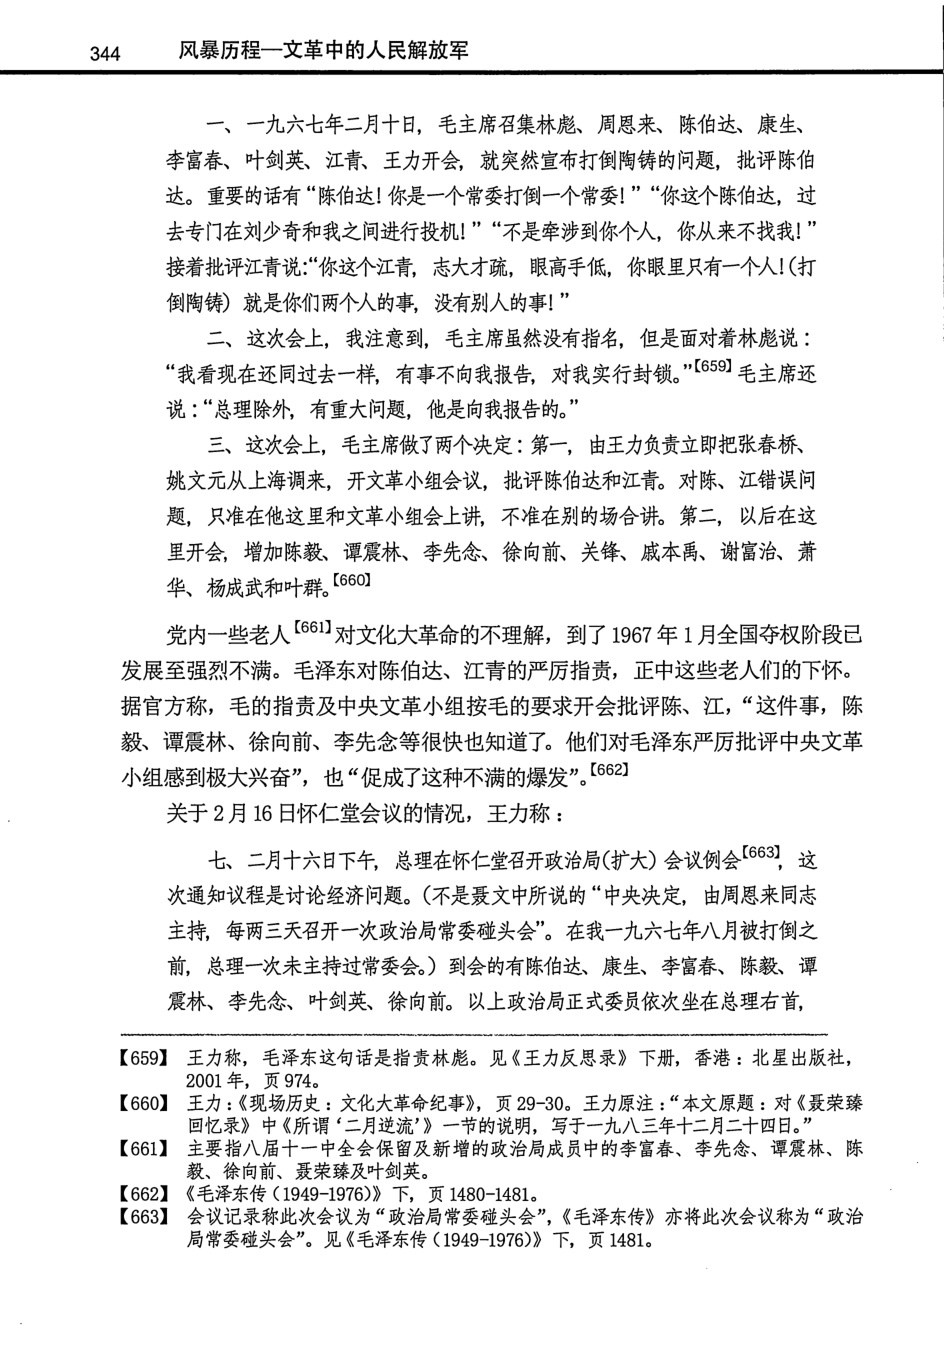 344 风暴历程—文革中的人民解放军
一、一九六七年二月十日，毛主席召集林彪、周恩来、陈伯达、康生、
李富春、叶剑英、江青、王力开会，就突然宣布打倒陶铸的问题，批评陈伯
达。重要的话有“陈伯达！你是一个常委打倒一个常委！”“你这个陈伯达，过
去专门在刘少奇和我之间进行投机！”“不是牵涉到你个人，你从来不找我！”
接着批评江青说：“你这个江青，志大才疏，眼高手低，你眼里只有一个人！（打
倒陶铸）就是你们两个人的事，没有别人的事！”
二、这次会上，我注意到，毛主席虽然没有指名，但是面对着林彪说：
“我看现在还同过去一样，有事不向我报告，对我实行封锁。”【659】毛主席还
说：“总理除外，有重大问题，他是向我报告的。”
三、这次会上，毛主席做了两个决定：第一，由王力负责立即把张春桥、
姚文元从上海调来，开文革小组会议，批评陈伯达和江青。对陈、江错误问
题，只准在他这里和文革小组会上讲，不准在别的场合讲。第二，以后在这
里开会，增加陈毅、谭震林、李先念、徐向前、关锋、戚本禹、谢富治、萧
华、杨成武和叶群。【660】
党内一些老人【661】对文化大革命的不理解，到了 1967 年 1 月全国夺权阶段已
发展至强烈不满。毛泽东对陈伯达、江青的严厉指责，正中这些老人们的下怀。
据官方称，毛的指责及中央文革小组按毛的要求开会批评陈、江，“这件事，陈
毅、谭震林、徐向前、李先念等很快也知道了。他们对毛泽东严厉批评中央文革
小组感到极大兴奋”，也“促成了这种不满的爆发”。【662】
关于 2 月 16 日怀仁堂会议的情况，王力称：
七、二月十六日下午，总理在怀仁堂召开政治局（扩大）会议例会【663】，这
次通知议程是讨论经济问题。（不是聂文中所说的“中央决定，由周恩来同志
主持，每两三天召开一次政治局常委碰头会”。在我一九六七年八月被打倒之
前，总理一次未主持过常委会。）到会的有陈伯达、康生、李富春、陈毅、谭
震林、李先念、叶剑英、徐向前。以上政治局正式委员依次坐在总理右首，
【659】 王力称，毛泽东这句话是指责林彪。见《王力反思录》下册，香港：北星出版社，
2001 年，页 974。
【660】 王力：《现场历史：文化大革命纪事》，页 29-30。王力原注：“本文原题：对《聂荣臻
回忆录》中《所谓‘二月逆流’》一节的说明，写于一九八三年十二月二十四日。”
【661】 主要指八届十一中全会保留及新增的政治局成员中的李富春、李先念、谭震林、陈
毅、徐向前、聂荣臻及叶剑英。
【662】 《毛泽东传（1949-1976）》下，页 1480-1481。
【663】 会议记录称此次会议为“政治局常委碰头会”，《毛泽东传》亦将此次会议称为“政治
局常委碰头会”。见《毛泽东传（1949-1976）》下，页 1481。